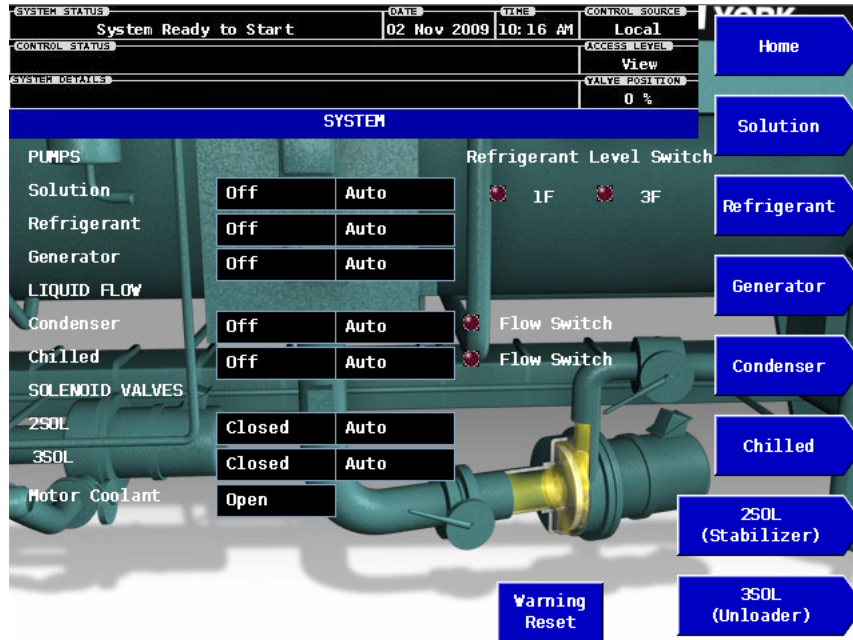 SYSTEM STATUS
System Ready to Start
DATE
02 Nov 2009
TIME
10:16 AM
CONTROL SOURCE
Local
CONTROL STATUS
ACCESS LEVEL
View
SYSTEM DETAILS
VALVE POSITION
0 %
YORK
SYSTEM
PUMPS
Refrigerant Level Switch
Solution Off Auto
1F 3F
Refrigerant Off Auto
Generator Off Auto
LIQUID FLOW
Condenser Off Auto Flow Switch
Chilled Off Auto Flow Switch
SOLENOID VALVES
2SOL Closed Auto
3SOL Closed Auto
Motor Coolant Open
Warning
Reset
Home
Solution
Refrigerant
Generator
Condenser
Chilled
2SOL
(Stabilizer)
3SOL
(Unloader)